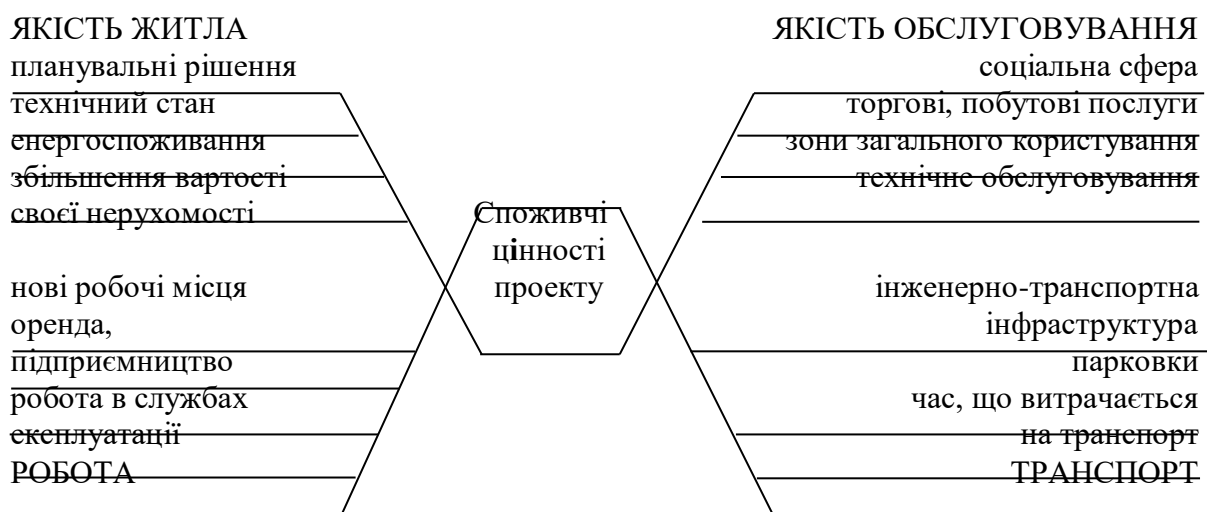 ЯКІСТЬ ЖИТЛА
планувальні рішення
технічний стан
енергоспоживання
збільшення вартості
своєї нерухомості
нові робочі місця
оренда,
підприємництво
робота в службах
експлуатації
РОБОТА
Споживчі
цінності
проекту
ЯКІСТЬ ОБСЛУГОВУВАННЯ
соціальна сфера
торгові, побутові послуги
зони загального користування
технічне обслуговування
інженерно-транспортна
інфраструктура
парковки
час, що витрачається
на транспорт
ТРАНСПОРТ